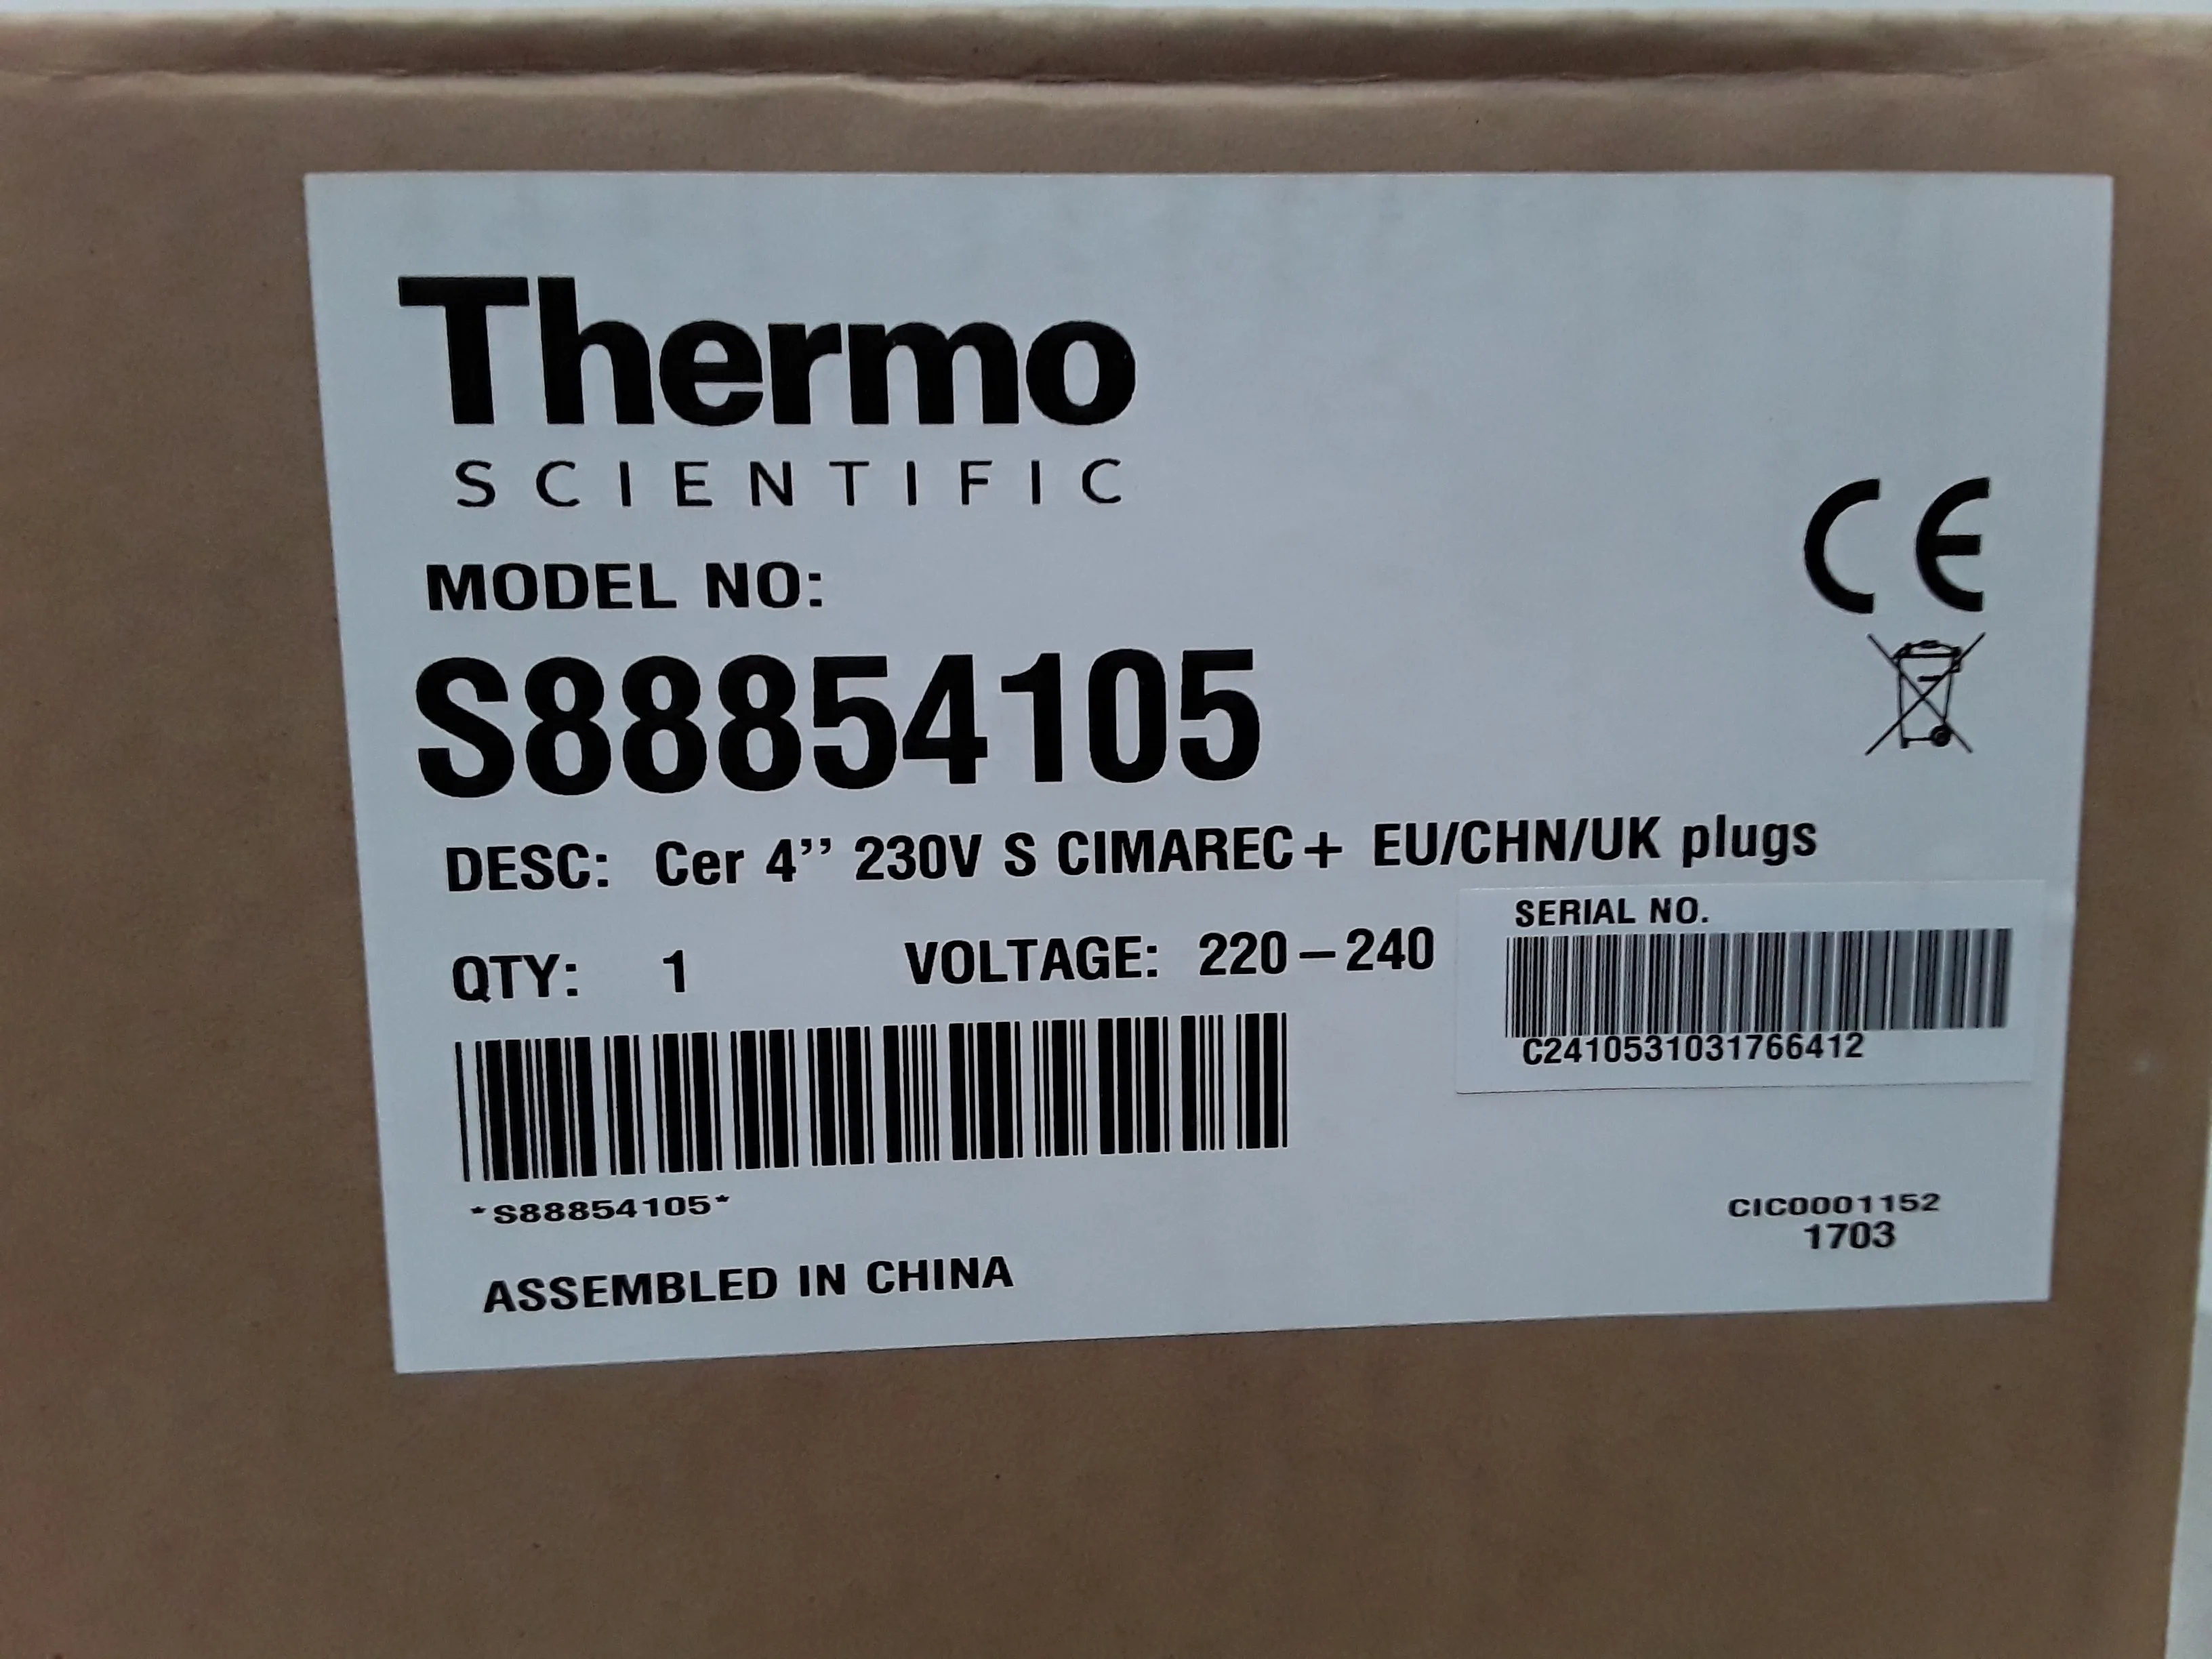 Thermo
SCIENTIFIC
CE
MODEL NO:
S88854105
DESC: Cer 4’’ 230V S CIMAREC+ EU/CHN/UK plugs
QTY: 1 VOLTAGE: 220–240
SERIAL NO.
C2410531031766412
*S88854105*
CIC0001152
1703
ASSEMBLED IN CHINA